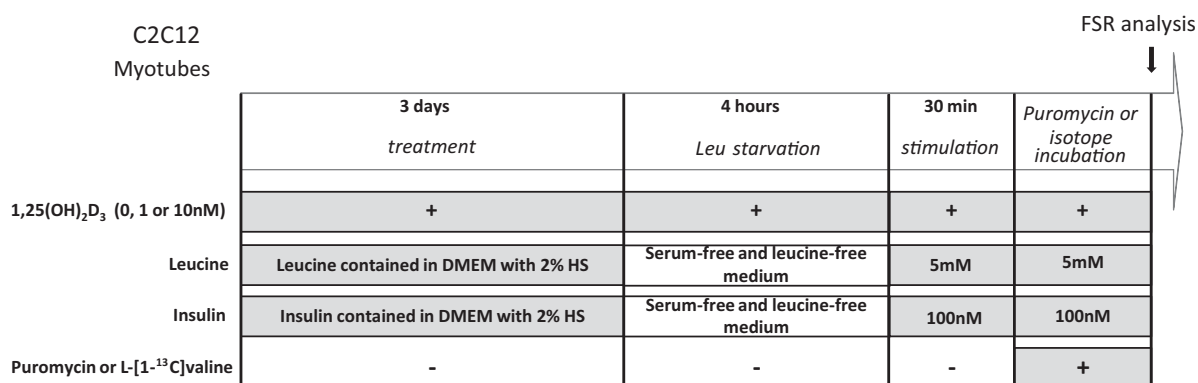 FSR analysis
C2C12
Myotubes
3 days
treatment
4 hours
Leu starvation
30 min
stimulation
Puromycin or
isotope
incubation
1,25(OH)₂D₃ (0, 1 or 10nM)
+
+
+
+
Leucine
Leucine contained in DMEM with 2% HS
Serum-free and leucine-free
medium
5mM
5mM
Insulin
Insulin contained in DMEM with 2% HS
Serum-free and leucine-free
medium
100nM
100nM
Puromycin or L-[1-¹³C]valine
-
-
-
+